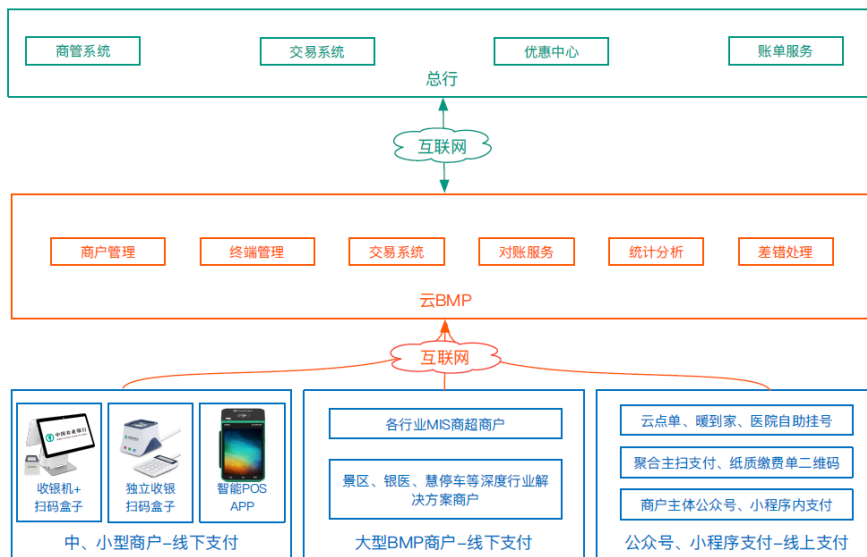 商管系统
交易系统
优惠中心
账单服务
总行
互联网
商户管理
终端管理
交易系统
对账服务
统计分析
差错处理
云BMP
互联网
中国农业银行
收银机+
扫码盒子
独立收银
扫码盒子
智能POS
APP
中、小型商户-线下支付
各行业MIS商超商户
景区、银医、慧停车等深度行业解
决方案商户
大型BMP商户-线下支付
云点单、暖到家、医院自助挂号
聚合主扫支付、纸质缴费单二维码
商户主体公众号、小程序内支付
公众号、小程序支付-线上支付